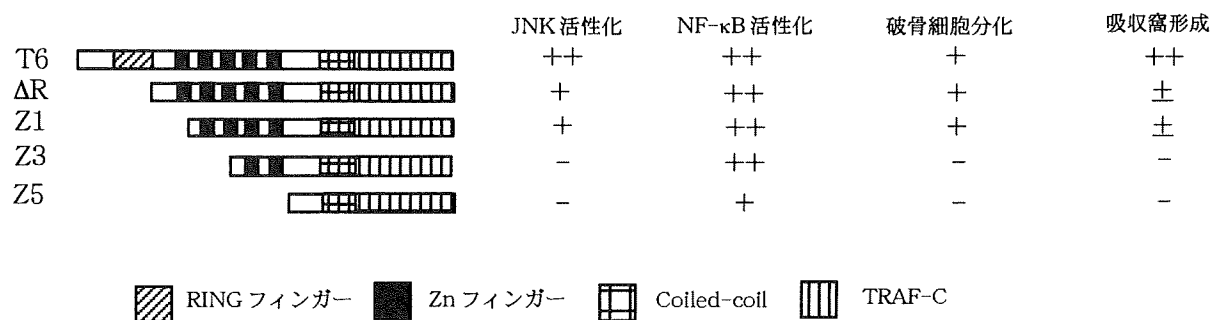 JNK 活性化 NF-κB 活性化 破骨細胞分化 吸収窩形成
T6 ++ ++ + ++
ΔR + ++ + ±
Z1 + ++ + ±
Z3 − ++ − −
Z5 − + − −
RING フィンガー Zn フィンガー Coiled-coil TRAF-C